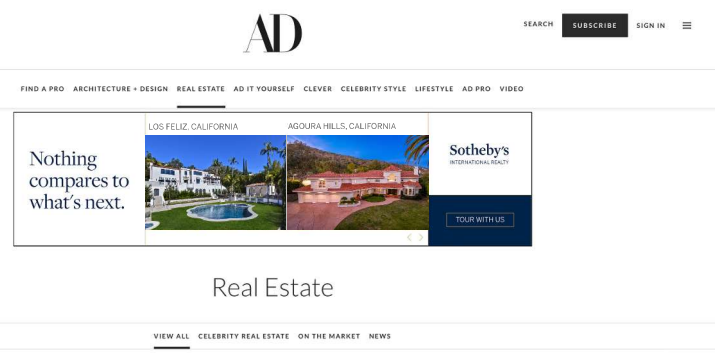 AD
SEARCH SUBSCRIBE SIGN IN
FIND A PRO ARCHITECTURE + DESIGN REAL ESTATE AD IT YOURSELF CLEVER CELEBRITY STYLE LIFESTYLE AD PRO VIDEO
Nothing
compares to
what's next.
LOS FELIZ, CALIFORNIA
AGOURA HILLS, CALIFORNIA
Sotheby's
INTERNATIONAL REALTY
TOUR WITH US
Real Estate
VIEW ALL CELEBRITY REAL ESTATE ON THE MARKET NEWS